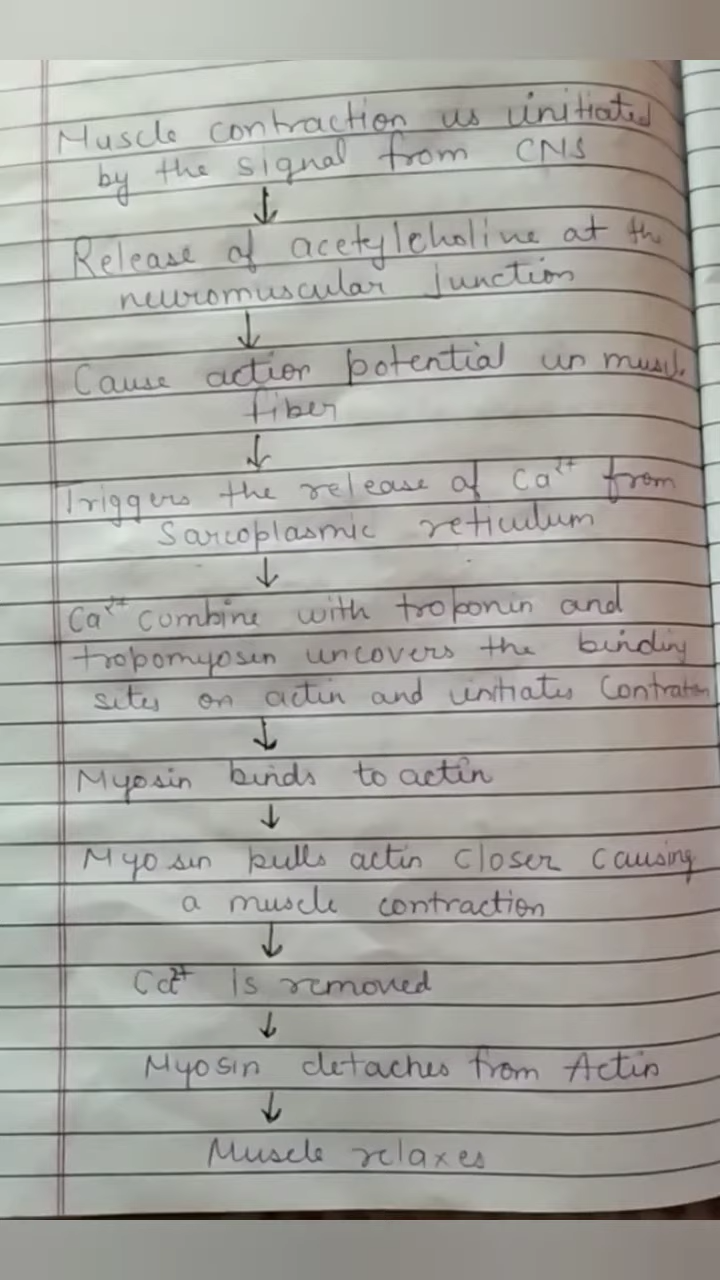 Muscle contraction is initiated
by the signal from CNS
↓
Release of acetylcholine at the
neuromuscular junction
↓
Cause action potential in muscle
fiber
↓
Triggers the release of Ca²⁺ from
Sarcoplasmic reticulum
↓
Ca²⁺ combine with troponin and
tropomyosin uncovers the binding
sites on actin and initiates Contration
↓
Myosin binds to actin
↓
Myosin pulls actin closer causing
a muscle contraction
↓
Ca²⁺ is removed
↓
Myosin detaches from Actin
↓
Muscle relaxes